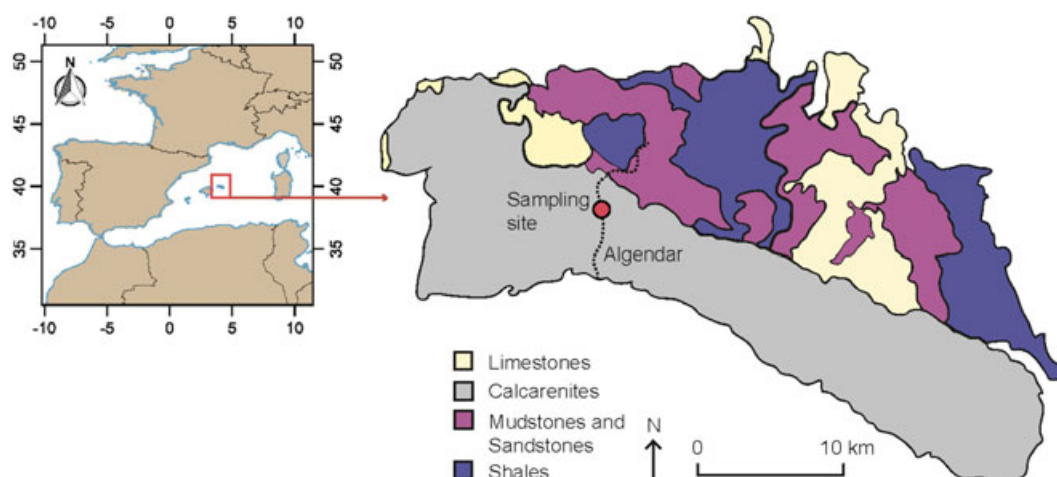 -10 -5 0 5 10
N
50
45
40
35
50
45
40
35
30
-10 -5 0 5 10
Sampling
site
Algendar
Limestones
Calcarenites
Mudstones and
Sandstones
Shales
N
0 10 km